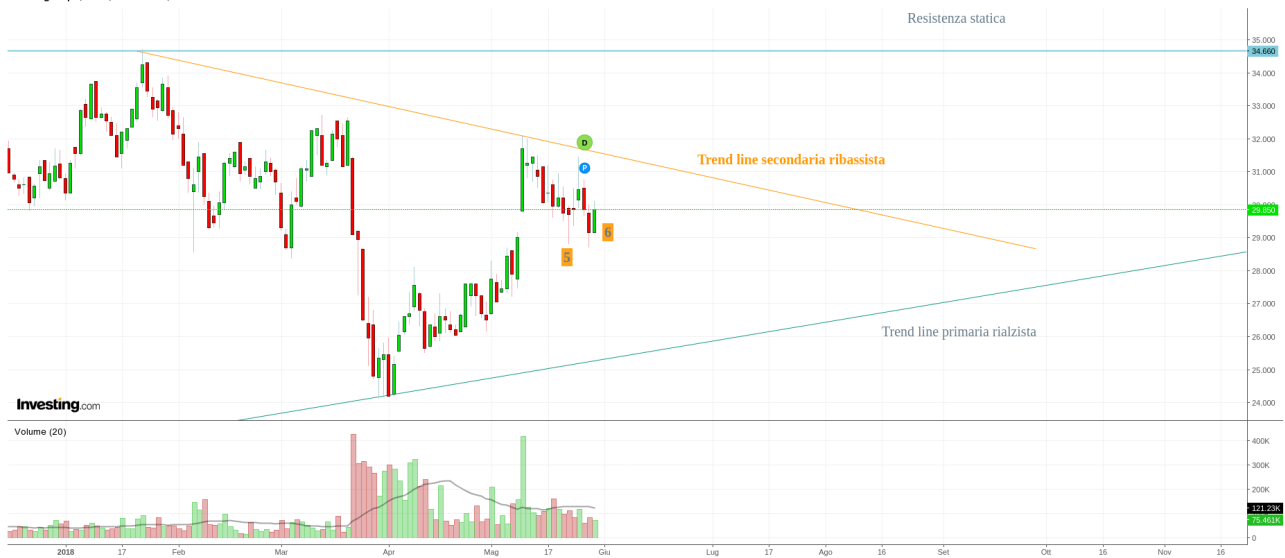 Resistenza statica
35.000
34.660
34.000
33.000
32.000
D
Trend line secondaria ribassista
P
31.000
29.850
6
29.000
5
28.000
27.000
Trend line primaria rialzista
26.000
25.000
Investing.com
24.000
Volume (20)
400K
300K
200K
121.23K
75.461K
0
2018
17
Feb
Mar
Apr
Mag
17
Giu
Lug
17
Ago
16
Set
Ott
16
Nov
16